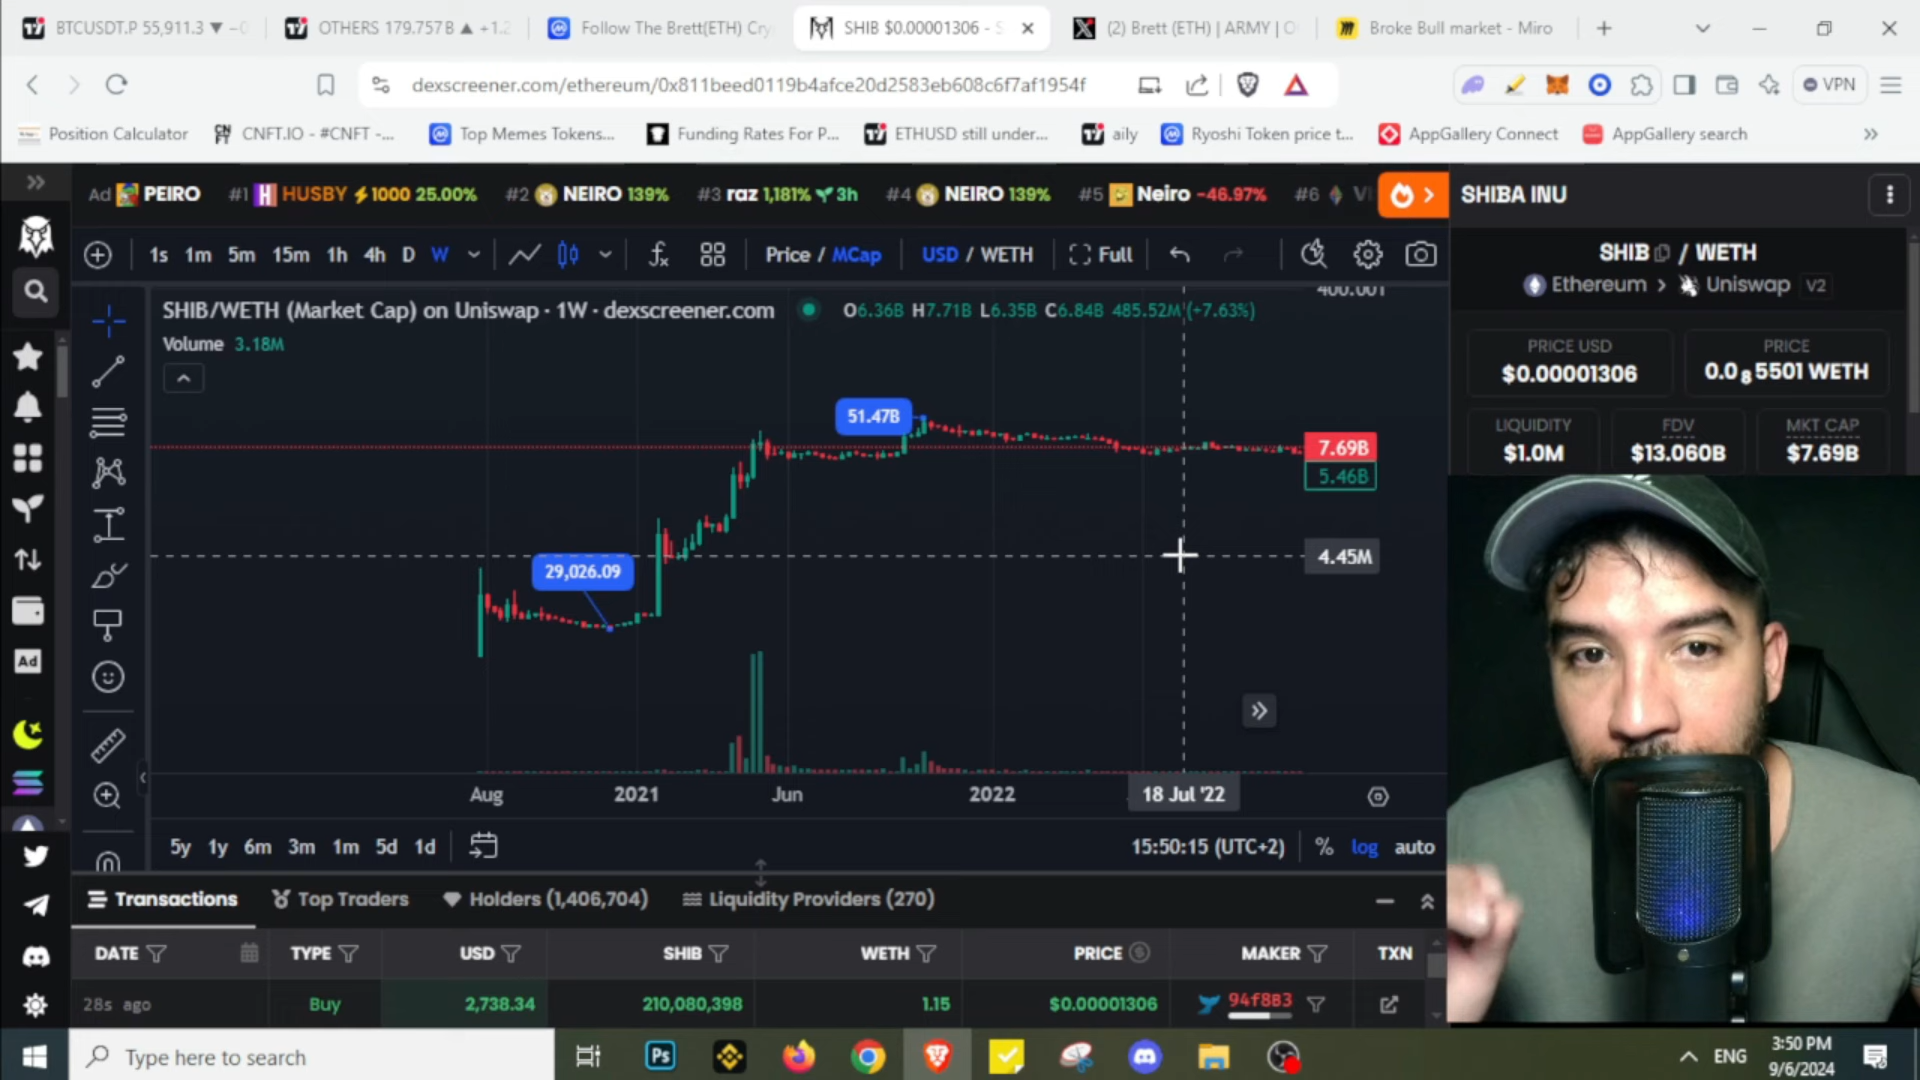 BTCUSDT.P 55,911.3 ▼ −0
OTHERS 179.757B ▲ +1.2
Follow The Brett(ETH) Cry
SHIB $0.00001306 - S
(2) Brett (ETH) | ARMY | O
Broke Bull market - Miro
dexscreener.com/ethereum/0x811beed0119b4afce20d2583eb608c6f7af1954f
VPN
Position Calculator
CNFT.IO - #CNFT -...
Top Memes Tokens...
Funding Rates For P...
ETHUSD still under...
aily
Ryoshi Token price t...
AppGallery Connect
AppGallery search
Ad PEIRO #1 HUSBY 1000 25.00% #2 NEIRO 139% #3 raz 1,181% 3h #4 NEIRO 139% #5 Neiro -46.97% #6
SHIBA INU
1s 1m 5m 15m 1h 4h D W
Price / MCap
USD / WETH
Full
SHIB / WETH
Ethereum > Uniswap V2
400.00T
SHIB/WETH (Market Cap) on Uniswap · 1W · dexscreener.com
O6.36B H7.71B L6.35B C6.84B 485.52M (+7.63%)
Volume 3.18M
PRICE USD
$0.00001306
PRICE
0.0₈5501 WETH
51.47B
LIQUIDITY
$1.0M
FDV
$13.060B
MKT CAP
$7.69B
7.69B
5.46B
4.45M
29,026.09
Ad
Aug 2021 Jun 2022 18 Jul '22
5y 1y 6m 3m 1m 5d 1d
15:50:15 (UTC+2) % log auto
Transactions Top Traders Holders (1,406,704) Liquidity Providers (270)
DATE TYPE USD SHIB WETH PRICE MAKER TXN
28s ago Buy 2,738.34 210,080,398 1.15 $0.00001306 94f8B3
Type here to search
Ps
ENG
3:50 PM
9/6/2024